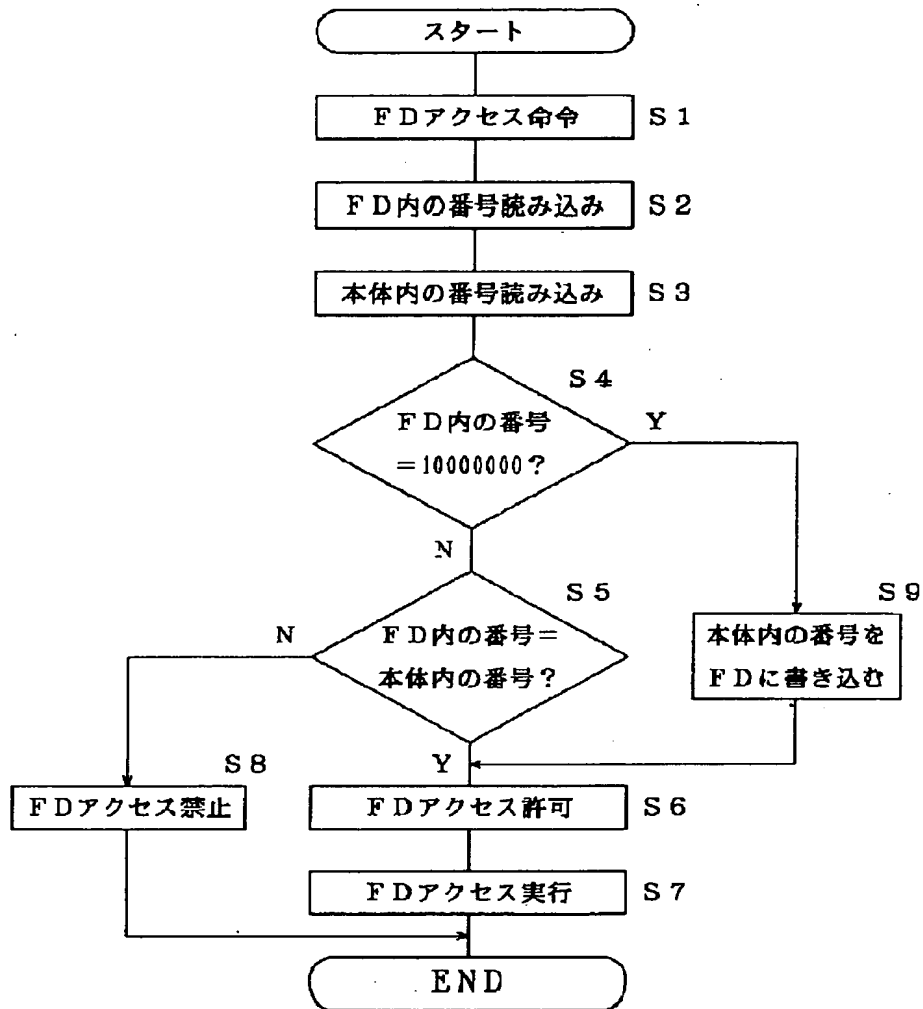 スタート
FDアクセス命令 S1
FD内の番号読み込み S2
本体内の番号読み込み S3
S4
FD内の番号
=10000000?
Y
N
S5
S9
FD内の番号=
本体内の番号?
N
本体内の番号を
FDに書き込む
Y
S8
FDアクセス禁止
FDアクセス許可 S6
FDアクセス実行 S7
END